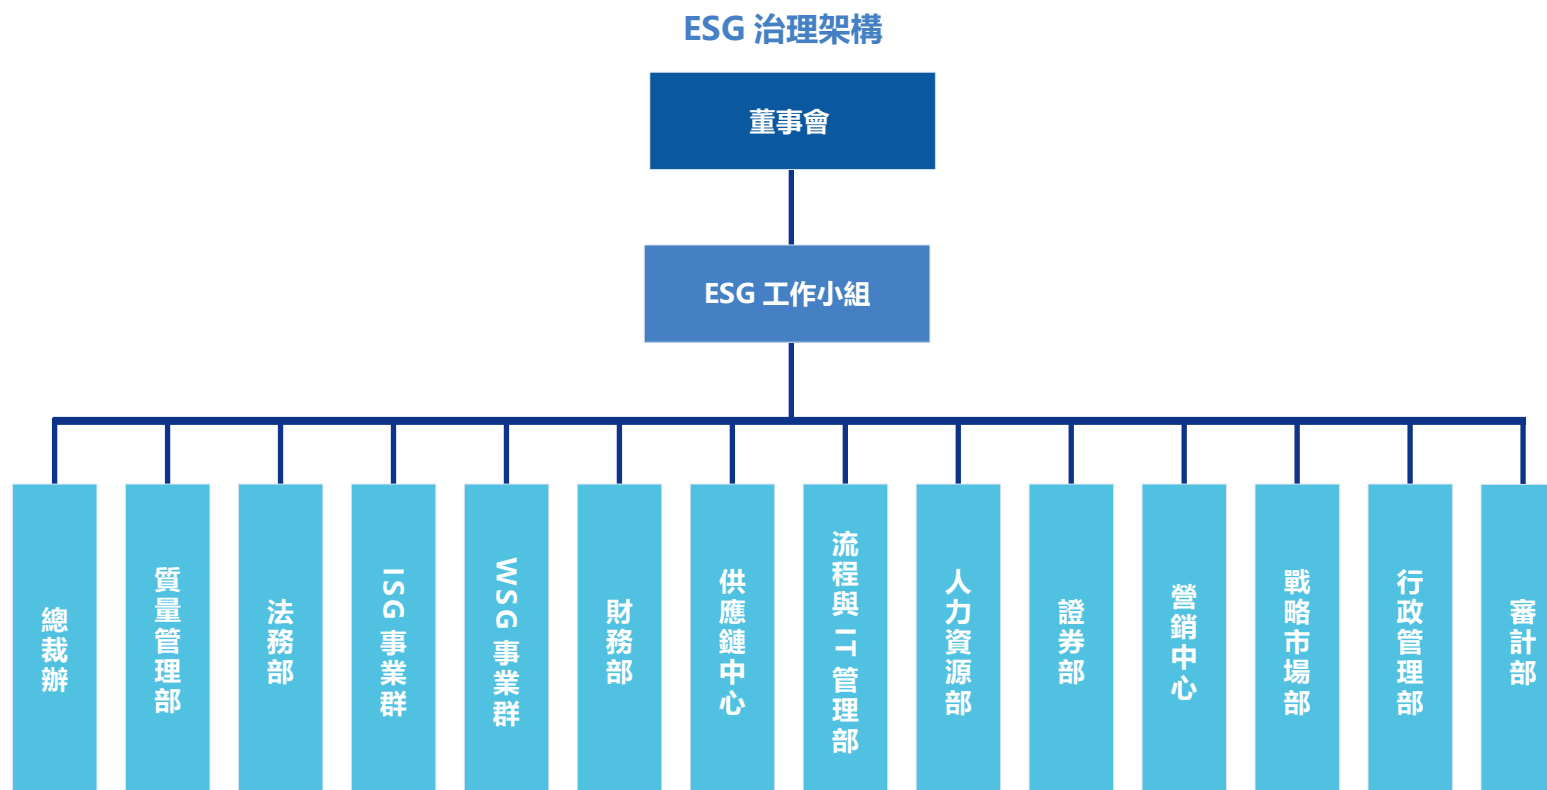 ESG 治理架構
董事會
ESG 工作小組
總裁辦
質量管理部
法務部
ISG 事業群
WSG 事業群
財務部
供應鏈中心
流程與 IT 管理部
人力資源部
證券部
營銷中心
戰略市場部
行政管理部
審計部